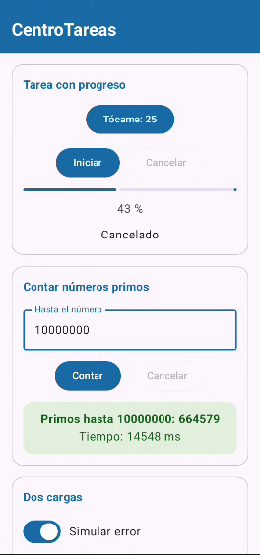 CentroTareas
Tarea con progreso
Tócame: 25
Iniciar
Cancelar
43 %
Cancelado
Contar números primos
Hasta el número
10000000
Contar
Cancelar
Primos hasta 10000000: 664579
Tiempo: 14548 ms
Dos cargas
Simular error